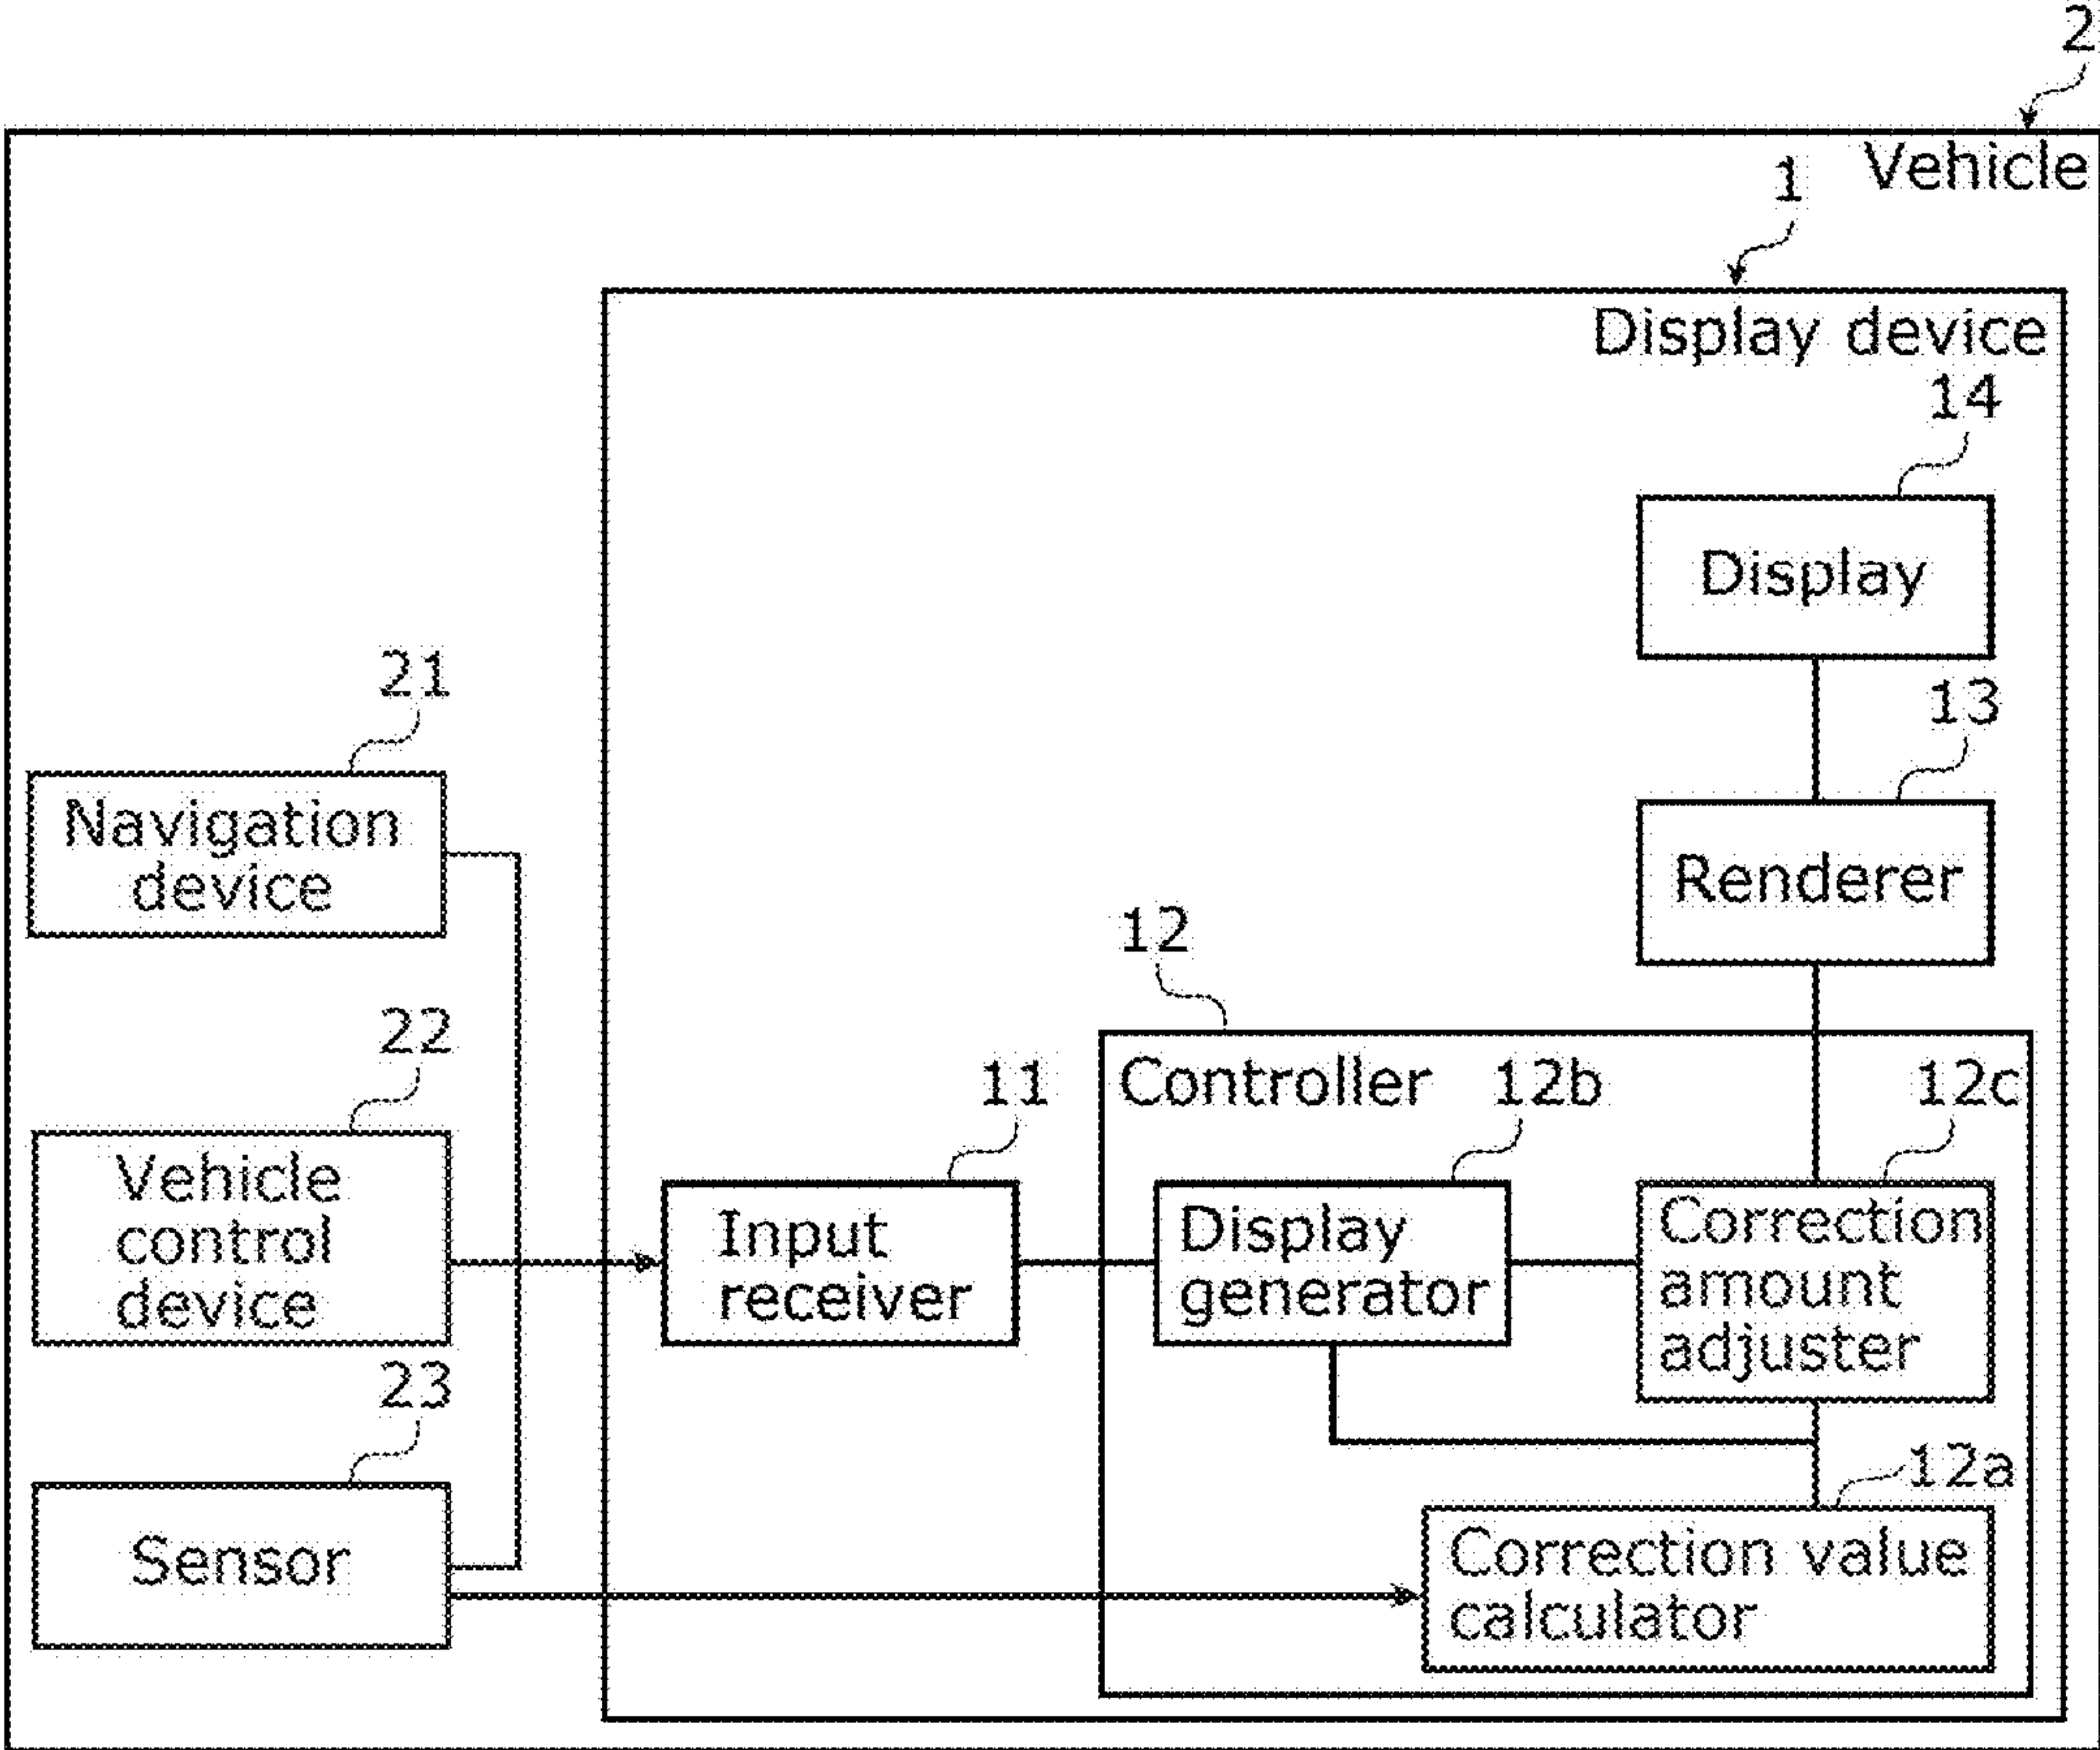 2
Vehicle
1
Display device
14
Display
13
Renderer
21
Navigation
device
12
Controller
22
Vehicle
control
device
11
Input
receiver
12b
Display
generator
12c
Correction
amount
adjuster
23
Sensor
12a
Correction value
calculator